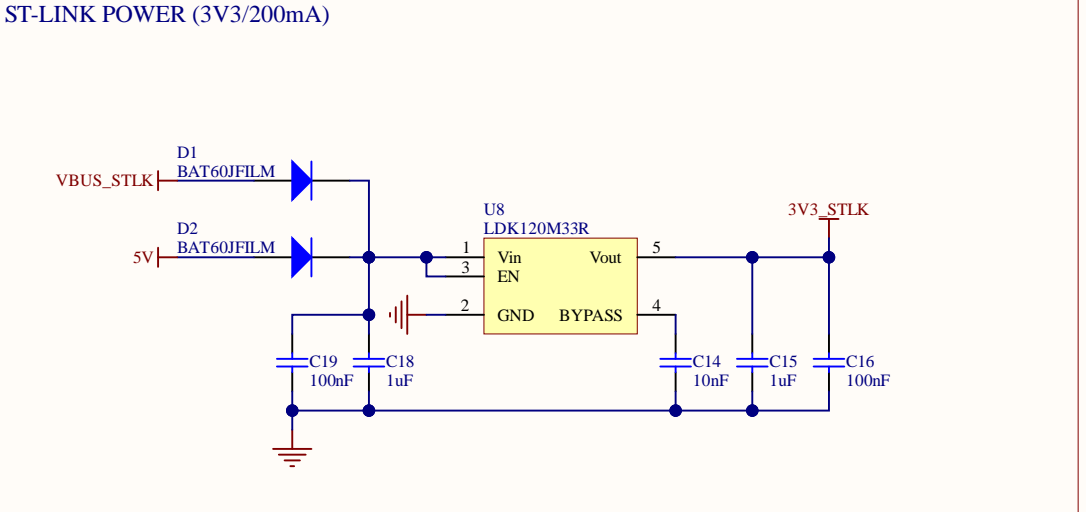 ST-LINK POWER (3V3/200mA)
D1
BAT60JFILM
VBUS_STLK
D2
BAT60JFILM
5V
U8
LDK120M33R
1
Vin
Vout
5
3
EN
2
GND
BYPASS
4
3V3_STLK
C19
100nF
C18
1uF
C14
10nF
C15
1uF
C16
100nF